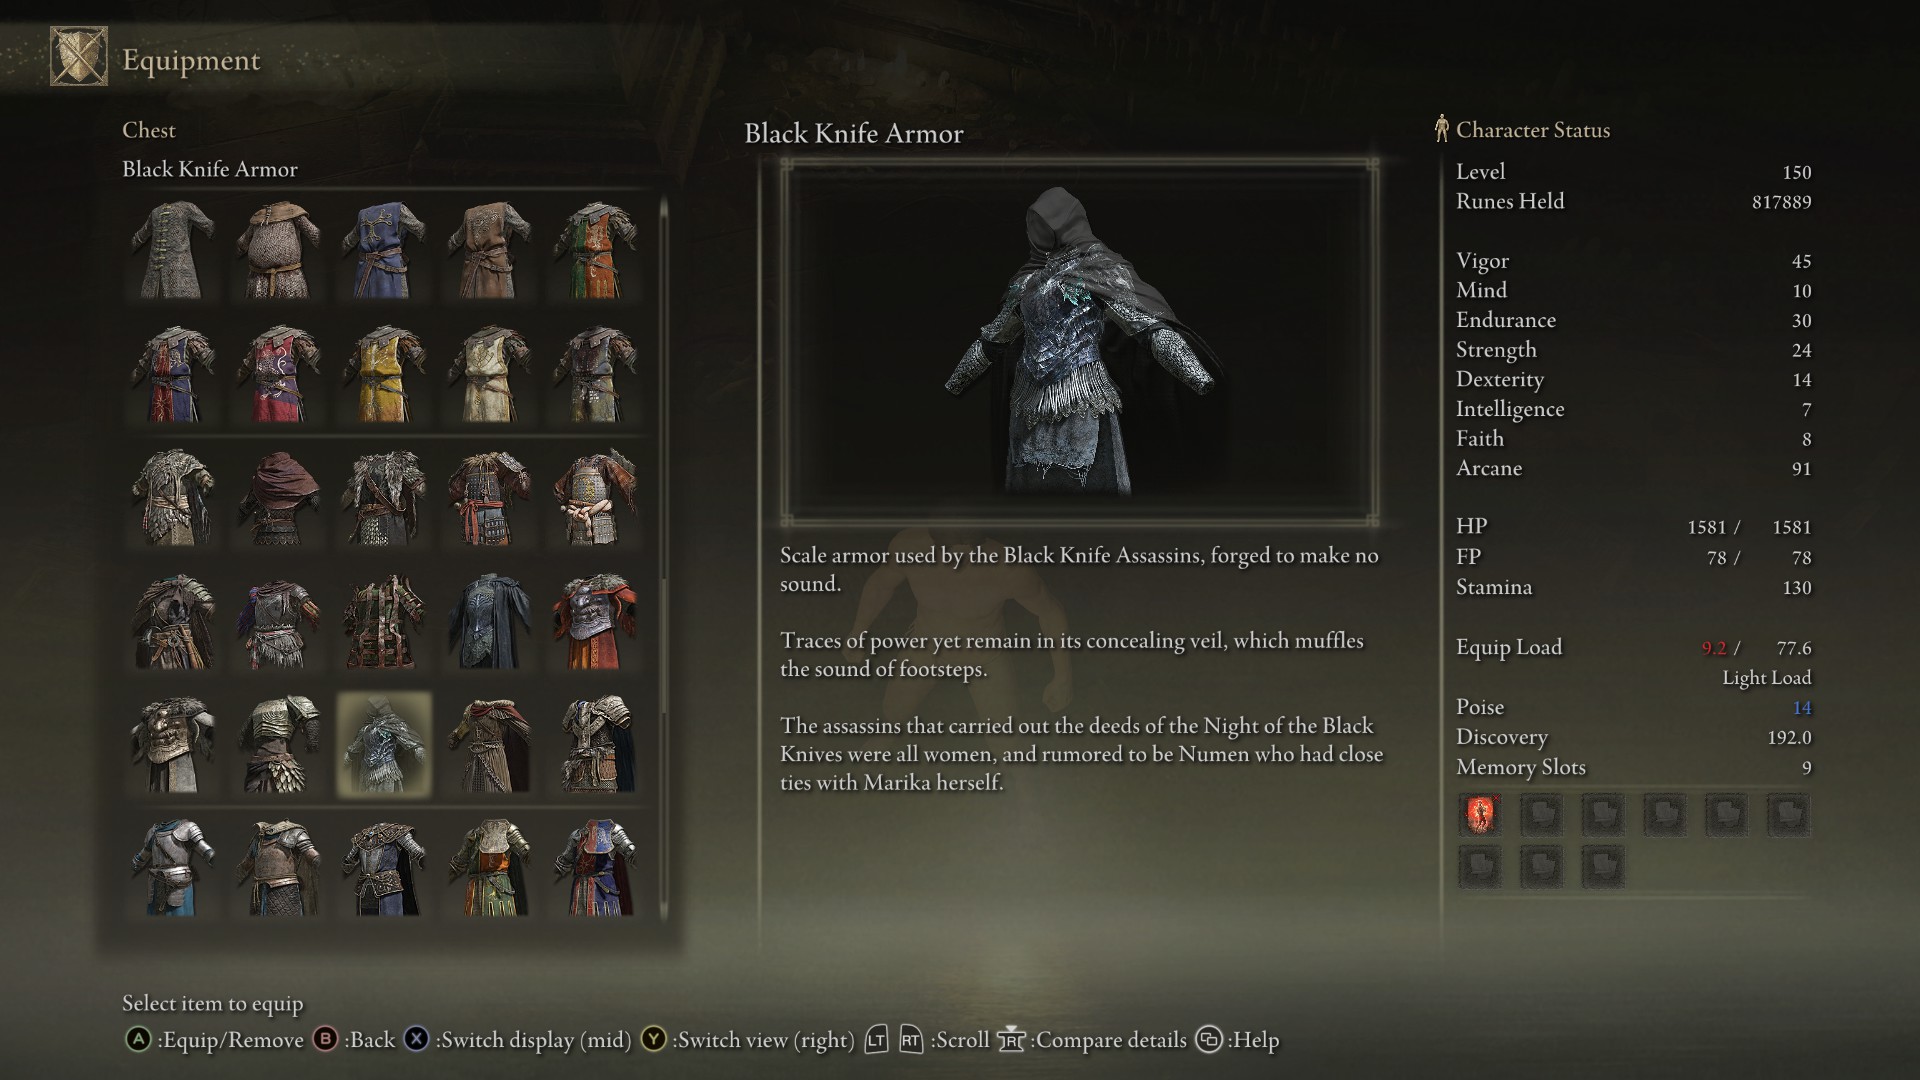 Equipment
Chest
Black Knife Armor
Black Knife Armor
Scale armor used by the Black Knife Assassins, forged to make no
sound.
Traces of power yet remain in its concealing veil, which muffles
the sound of footsteps.
The assassins that carried out the deeds of the Night of the Black
Knives were all women, and rumored to be Numen who had close
ties with Marika herself.
Character Status
Level 150
Runes Held 817889
Vigor 45
Mind 10
Endurance 30
Strength 24
Dexterity 14
Intelligence 7
Faith 8
Arcane 91
HP 1581 / 1581
FP 78 / 78
Stamina 130
Equip Load 9.2 / 77.6
Light Load
Poise 14
Discovery 192.0
Memory Slots 9
Select item to equip
A :Equip/Remove B :Back X :Switch display (mid) Y :Switch view (right) LT RT :Scroll R :Compare details :Help